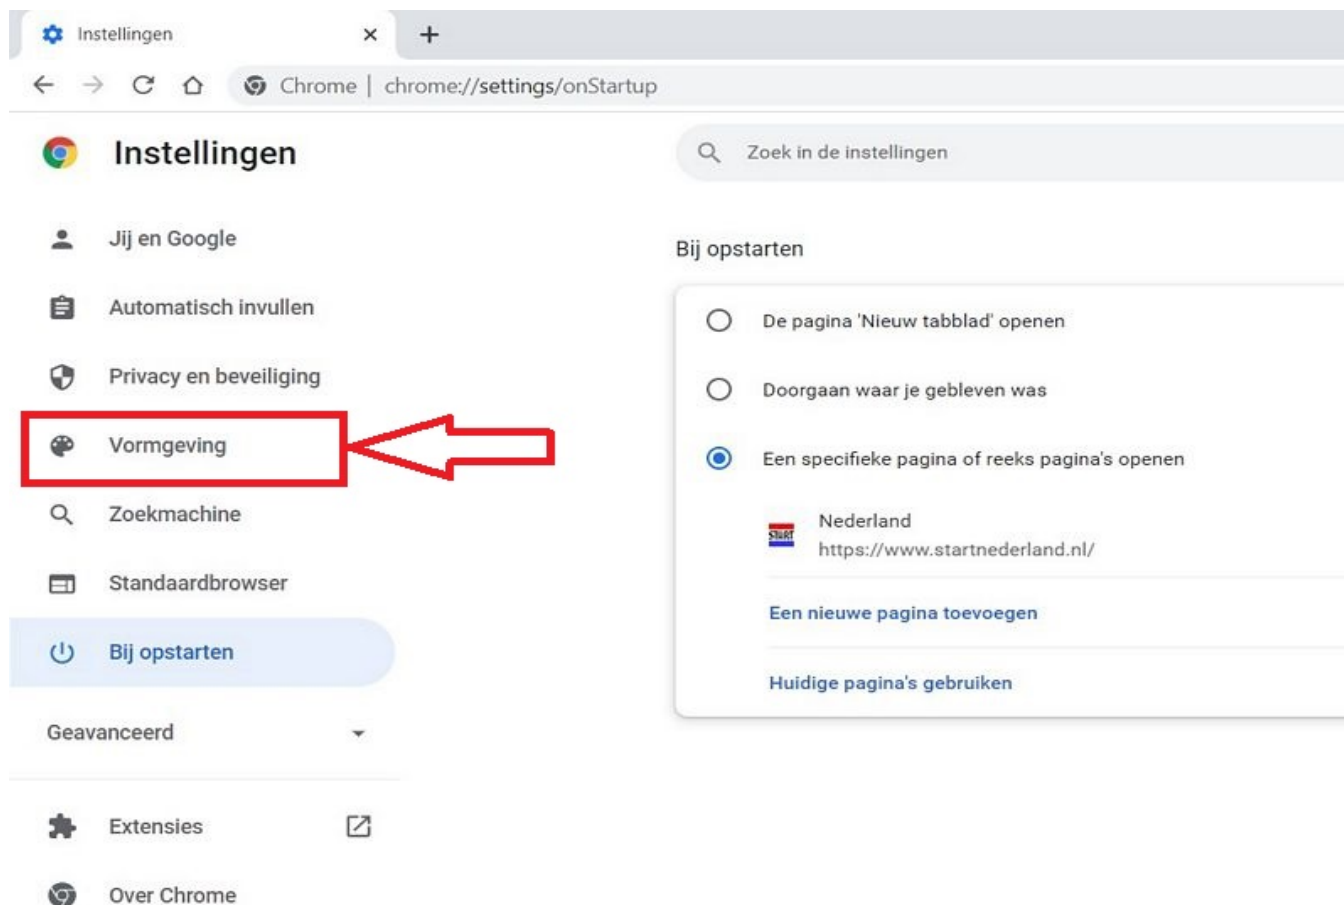 Instellingen
Chrome | chrome://settings/onStartup
Instellingen
Zoek in de instellingen
Jij en Google
Automatisch invullen
Privacy en beveiliging
Vormgeving
Zoekmachine
Standaardbrowser
Bij opstarten
Geavanceerd
Extensies
Over Chrome
Bij opstarten
De pagina 'Nieuw tabblad' openen
Doorgaan waar je gebleven was
Een specifieke pagina of reeks pagina's openen
START
Nederland
https://www.startnederland.nl/
Een nieuwe pagina toevoegen
Huidige pagina's gebruiken